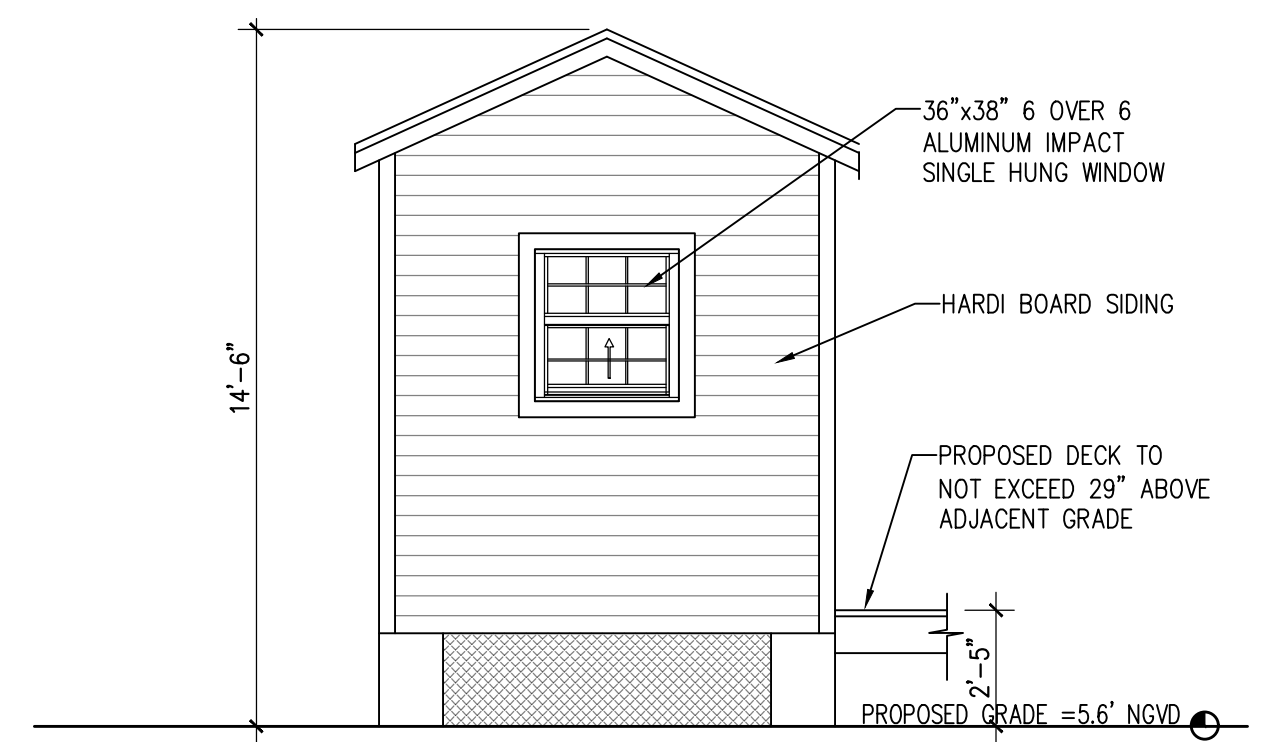 36”x38” 6 OVER 6
ALUMINUM IMPACT
SINGLE HUNG WINDOW
HARDI BOARD SIDING
14’-6”
PROPOSED DECK TO
NOT EXCEED 29” ABOVE
ADJACENT GRADE
2’-5”
PROPOSED GRADE =5.6’ NGVD